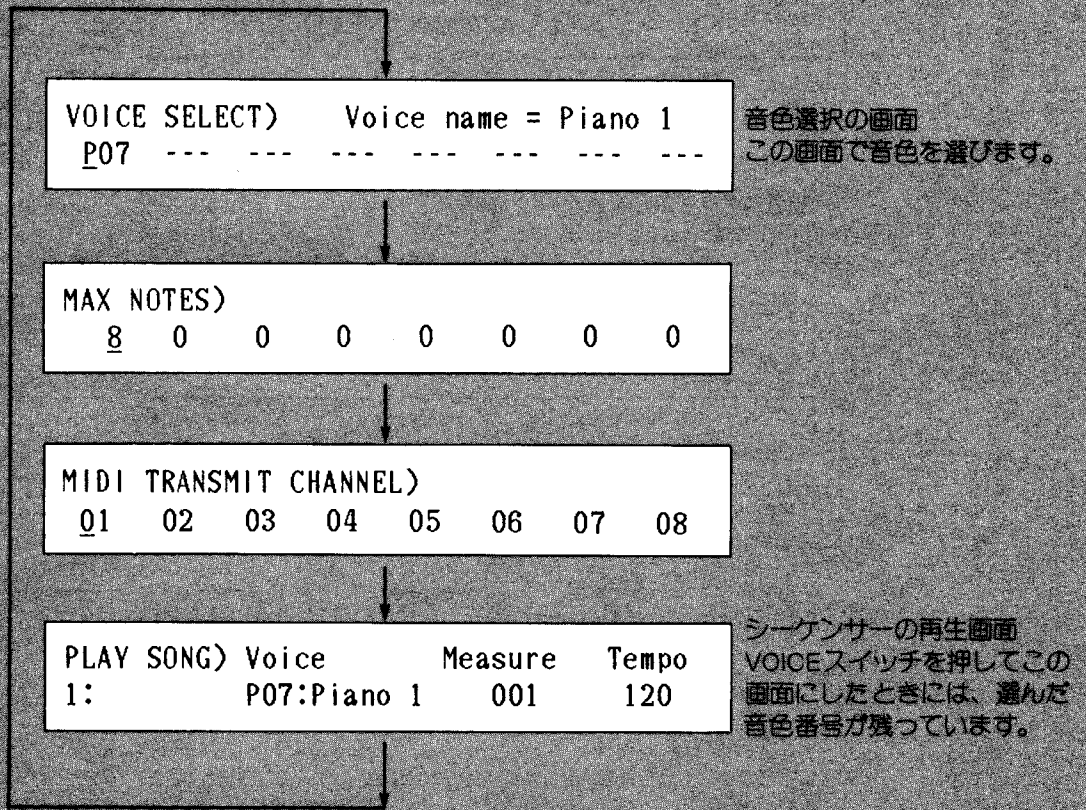 VOICE SELECT) Voice name = Piano 1
P07 --- --- --- --- --- --- ---
音色選択の画面
この画面で音色を選びます。
MAX NOTES)
8 0 0 0 0 0 0 0
MIDI TRANSMIT CHANNEL)
01 02 03 04 05 06 07 08
PLAY SONG) Voice Measure Tempo
1: P07:Piano 1 001 120
シーケンサーの再生画面
VOICEスイッチを押してこの
画面にしたときには、選んだ
音色番号が残っています。